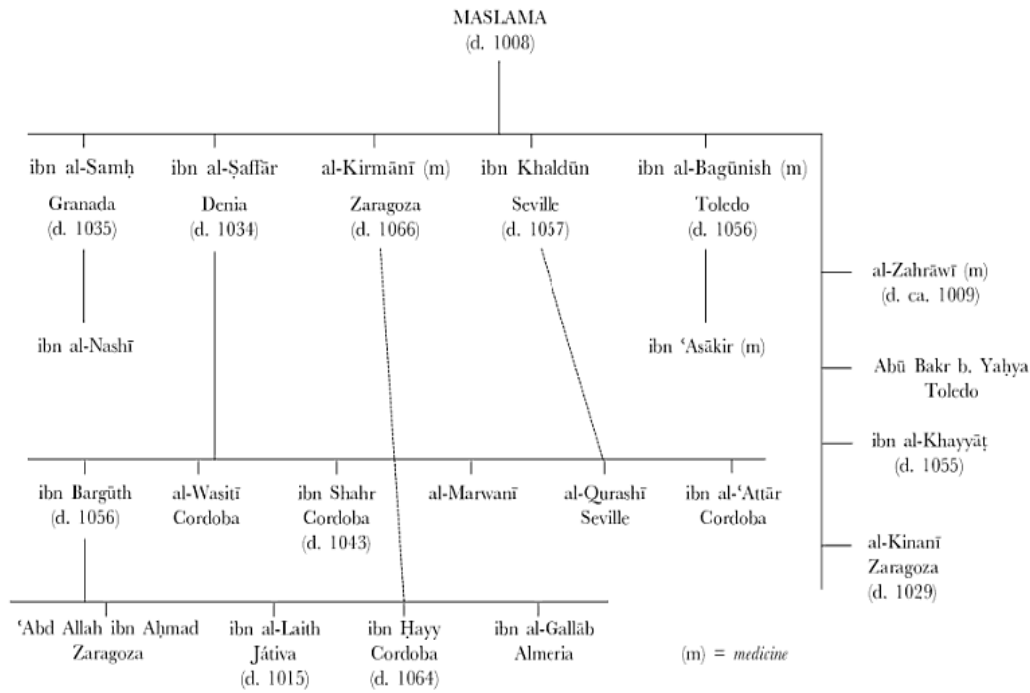 MASLAMA
(d. 1008)
ibn al-Samḥ
Granada
(d. 1035)
ibn al-Ṣaffār
Denia
(d. 1034)
al-Kirmānī (m)
Zaragoza
(d. 1066)
ibn Khaldūn
Seville
(d. 1057)
ibn al-Bagūnish (m)
Toledo
(d. 1056)
al-Zahrāwī (m)
(d. ca. 1009)
ibn al-Nashī
ibn ʿAsākir (m)
Abū Bakr b. Yaḥya
Toledo
ibn al-Khayyāṭ
(d. 1055)
ibn Bargūth
(d. 1056)
al-Wasitī
Cordoba
ibn Shahr
Cordoba
(d. 1043)
al-Marwanī
al-Qurashī
Seville
ibn al-ʿAttār
Cordoba
al-Kinanī
Zaragoza
(d. 1029)
ʿAbd Allah ibn Aḥmad
Zaragoza
ibn al-Laith
Játiva
(d. 1015)
ibn Ḥayy
Cordoba
(d. 1064)
ibn al-Gallāb
Almeria
(m) = medicine